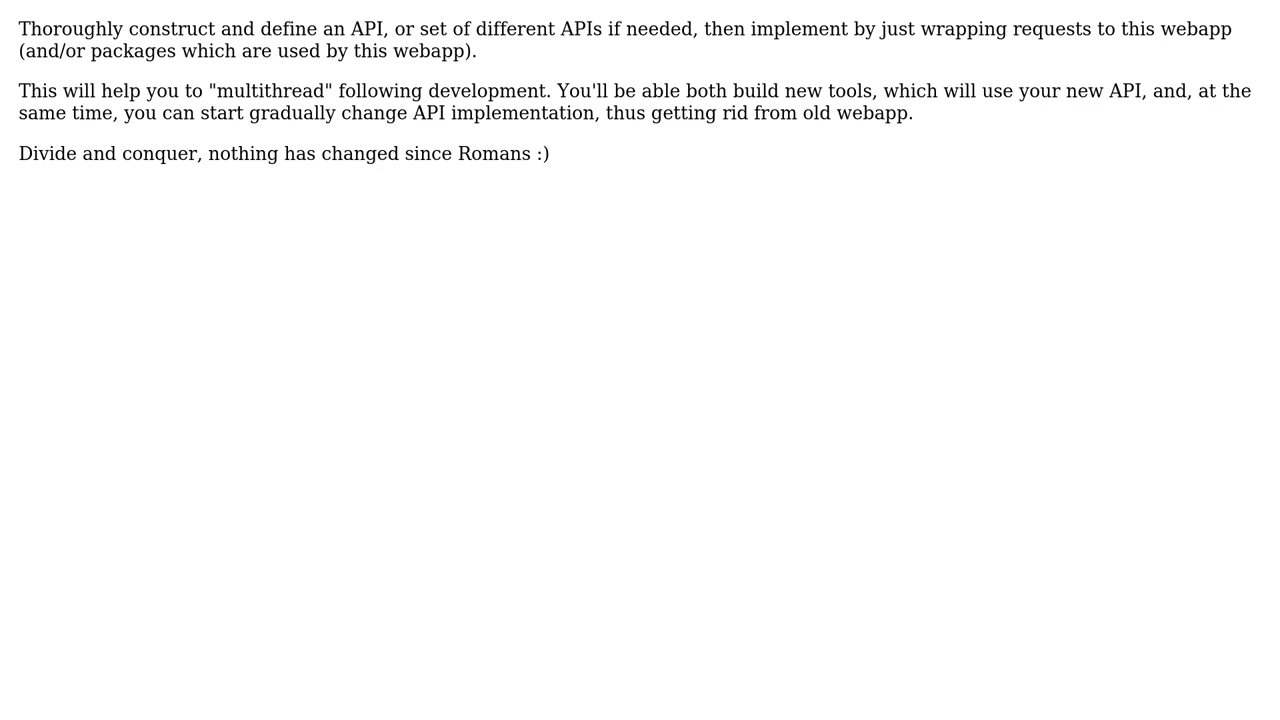 Thoroughly construct and define an API, or set of different APIs if needed, then implement by just wrapping requests to this webapp
(and/or packages which are used by this webapp).
This will help you to "multithread" following development. You'll be able both build new tools, which will use your new API, and, at the
same time, you can start gradually change API implementation, thus getting rid from old webapp.
Divide and conquer, nothing has changed since Romans :)